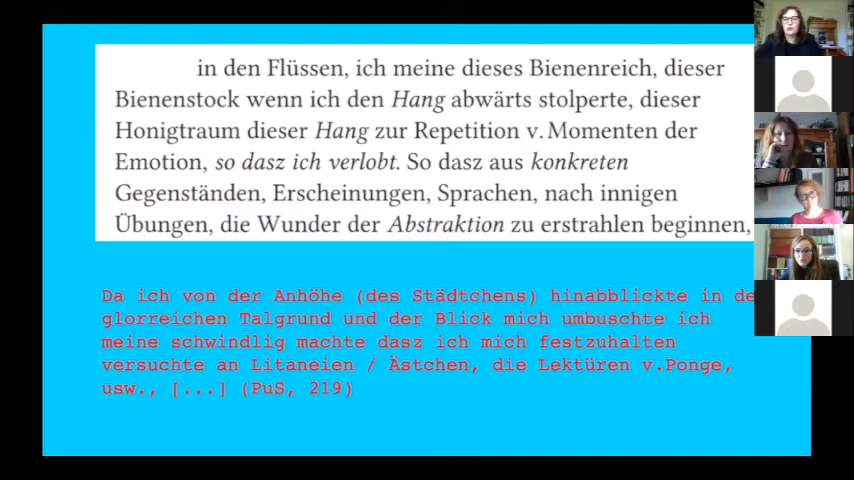 in den Flüssen, ich meine dieses Bienenreich, dieser
Bienenstock wenn ich den Hang abwärts stolperte, dieser
Honigtraum dieser Hang zur Repetition v. Momenten der
Emotion, so dasz ich verlobt. So dasz aus konkreten
Gegenständen, Erscheinungen, Sprachen, nach innigen
Übungen, die Wunder der Abstraktion zu erstrahlen beginnen,
Da ich von der Anhöhe (des Städtchens) hinabblickte in de
glorreichen Talgrund und der Blick mich umbuschte ich
meine schwindlig machte dasz ich mich festzuhalten
versuchte an Litaneien / Ästchen, die Lektüren v.Ponge,
usw., [...] (PuS, 219)